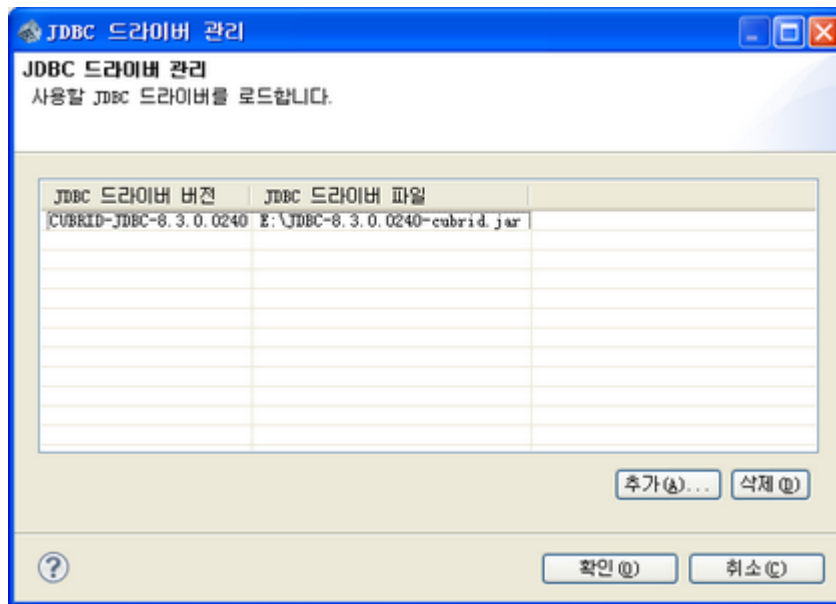 JDBC 드라이버 관리
JDBC 드라이버 관리
사용할 JDBC 드라이버를 로드합니다.
JDBC 드라이버 버전 JDBC 드라이버 파일
CUBRID-JDBC-8.3.0.0240 E:\JDBC-8.3.0.0240-cubrid.jar
추가(A)... 삭제(D)
? 확인(O) 취소(C)